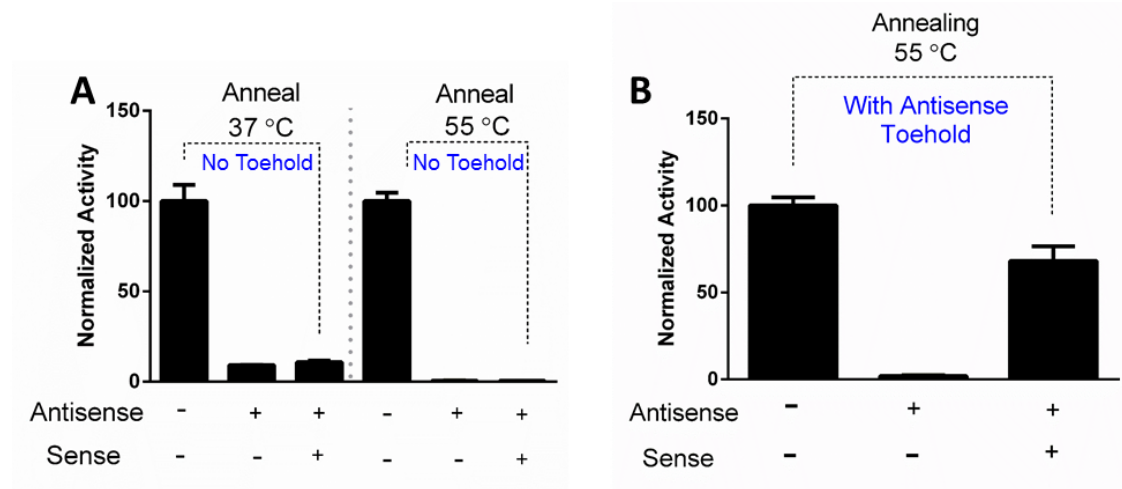 A
Anneal
37 °C
No Toehold
Anneal
55 °C
No Toehold
Normalized Activity
150
100
50
0
Antisense - + + - + +
Sense - - + - - +
B
Annealing
55 °C
With Antisense
Toehold
Normalized Activity
150
100
50
0
Antisense - + +
Sense - - +